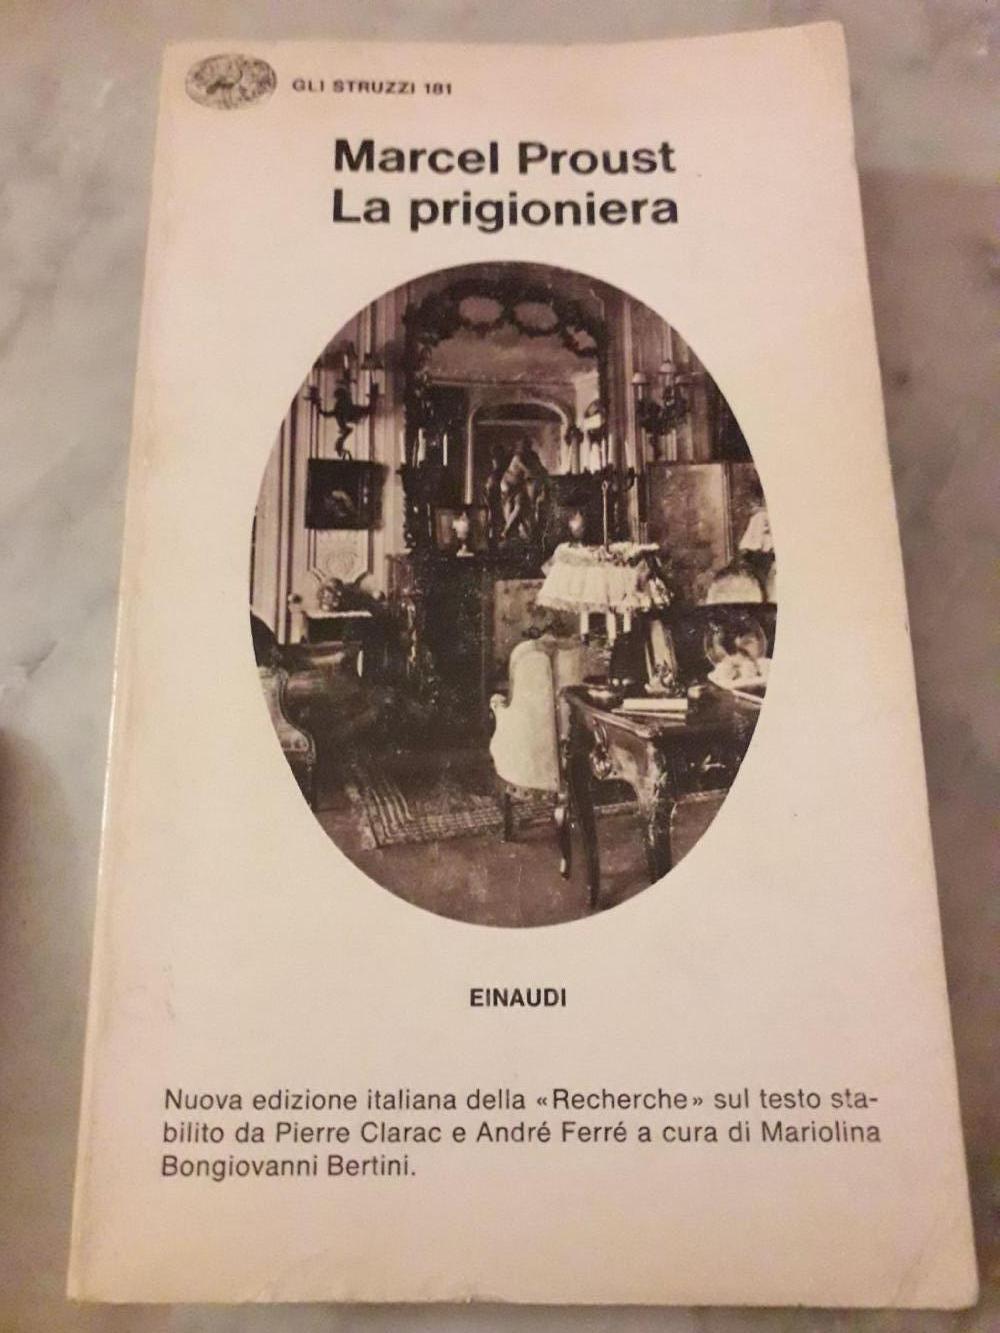 GLI STRUZZI 181
Marcel Proust
La prigioniera
EINAUDI
Nuova edizione italiana della «Recherche» sul testo sta-
bilito da Pierre Clarac e André Ferré a cura di Mariolina
Bongiovanni Bertini.